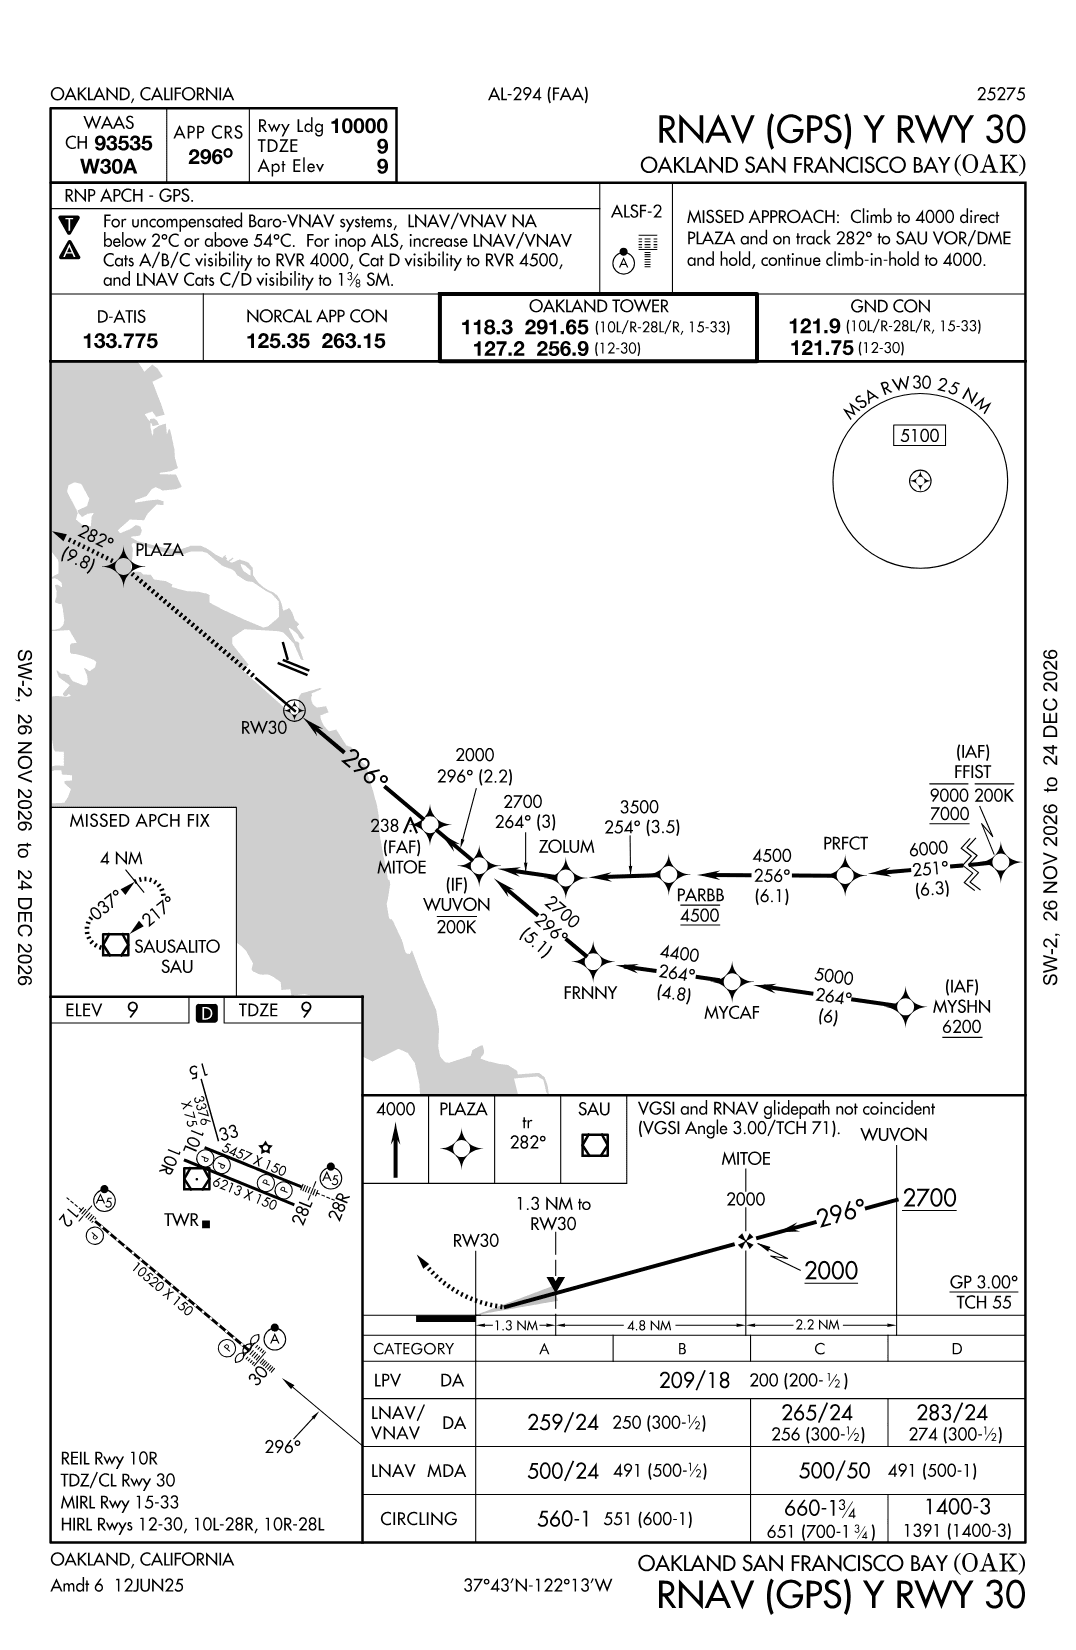 OAKLAND, CALIFORNIA
AL-294 (FAA)
25275
WAAS
CH 93535
W30A
APP CRS
296°
Rwy Ldg 10000
TDZE 9
Apt Elev 9
RNAV (GPS) Y RWY 30
OAKLAND SAN FRANCISCO BAY (OAK)
RNP APCH - GPS.
T
A
For uncompensated Baro-VNAV systems, LNAV/VNAV NA
below 2°C or above 54°C. For inop ALS, increase LNAV/VNAV
Cats A/B/C visibility to RVR 4000, Cat D visibility to RVR 4500,
and LNAV Cats C/D visibility to 1⅜ SM.
ALSF-2
A
MISSED APPROACH: Climb to 4000 direct
PLAZA and on track 282° to SAU VOR/DME
and hold, continue climb-in-hold to 4000.
D-ATIS
133.775
NORCAL APP CON
125.35 263.15
OAKLAND TOWER
118.3 291.65 (10L/R-28L/R, 15-33)
127.2 256.9 (12-30)
GND CON
121.9 (10L/R-28L/R, 15-33)
121.75 (12-30)
MSA RW30 25 NM
5100
282°
(9.8)
PLAZA
RW30
296°
2000
296° (2.2)
2700
264° (3)
3500
254° (3.5)
ZOLUM
238
(FAF)
MITOE
(IF)
WUVON
200K
PARBB
4500
4500
256°
(6.1)
PRFCT
6000
251°
(6.3)
(IAF)
FFIST
9000 200K
7000
2700
296°
(5.1)
FRNNY
4400
264°
(4.8)
MYCAF
5000
264°
(6)
(IAF)
MYSHN
6200
MISSED APCH FIX
4 NM
037°
217°
SAUSALITO
SAU
SW-2, 26 NOV 2026 to 24 DEC 2026
SW-2, 26 NOV 2026 to 24 DEC 2026
ELEV 9
D
TDZE 9
15
3376
X 75
33
10L
10R
5457 X 150
6213 X 150
P
P
P
P
A5
28L
28R
TWR
A5
12
P
10520 X 150
P
A
30
296°
REIL Rwy 10R
TDZ/CL Rwy 30
MIRL Rwy 15-33
HIRL Rwys 12-30, 10L-28R, 10R-28L
4000
PLAZA
tr
282°
SAU
VGSI and RNAV glidepath not coincident
(VGSI Angle 3.00/TCH 71).
WUVON
MITOE
2000
296°
2700
1.3 NM to
RW30
RW30
2000
GP 3.00°
TCH 55
1.3 NM
4.8 NM
2.2 NM
CATEGORY A B C D
LPV DA 209/18 200 (200-½)
LNAV/
VNAV DA
259/24 250 (300-½)
265/24
256 (300-½)
283/24
274 (300-½)
LNAV MDA 500/24 491 (500-½) 500/50 491 (500-1)
CIRCLING 560-1 551 (600-1)
660-1¾
651 (700-1¾)
1400-3
1391 (1400-3)
OAKLAND, CALIFORNIA
Amdt 6 12JUN25
37°43'N-122°13'W
OAKLAND SAN FRANCISCO BAY (OAK)
RNAV (GPS) Y RWY 30